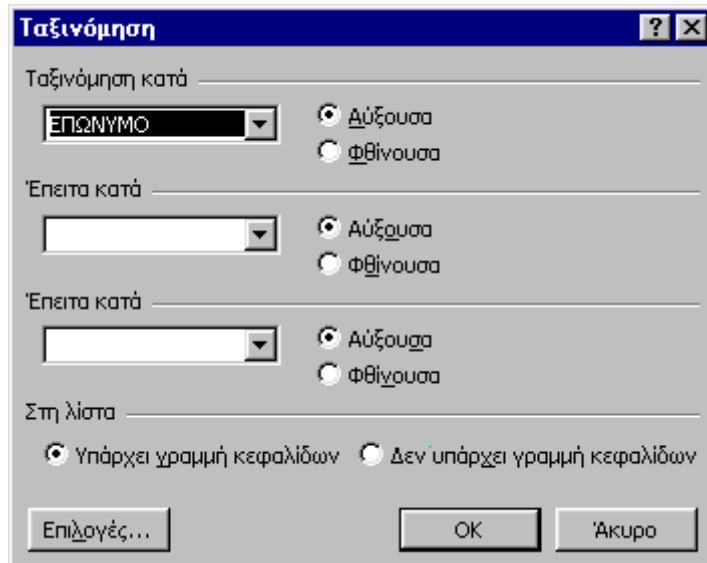 Ταξινόμηση
Ταξινόμηση κατά
ΕΠΩΝΥΜΟ
Αύξουσα
Φθίνουσα
Έπειτα κατά
Αύξουσα
Φθίνουσα
Έπειτα κατά
Αύξουσα
Φθίνουσα
Στη λίστα
Υπάρχει γραμμή κεφαλίδων Δεν υπάρχει γραμμή κεφαλίδων
Επιλογές... OK Άκυρο